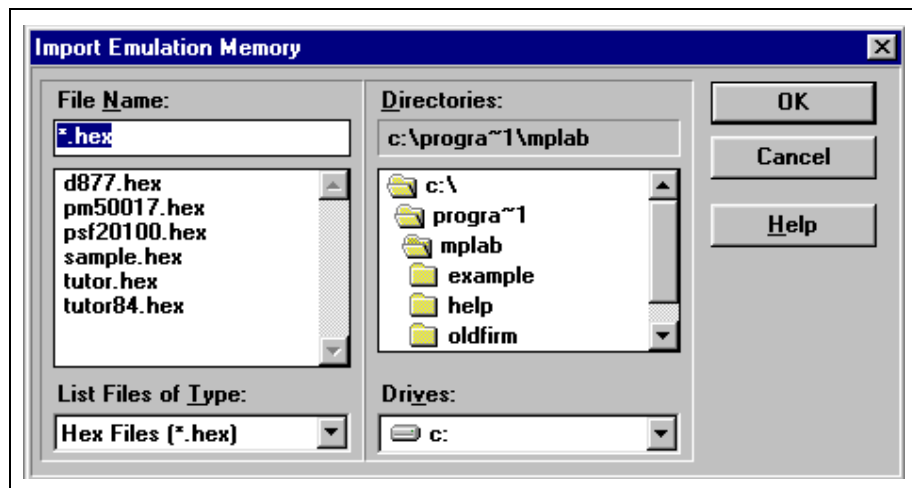 Import Emulation Memory
File Name:
*.hex
d877.hex
pm50017.hex
psf20100.hex
sample.hex
tutor.hex
tutor84.hex
List Files of Type:
Hex Files (*.hex)
Directories:
c:\progra~1\mplab
c:\
progra~1
mplab
example
help
oldfirm
Drives:
c:
OK
Cancel
Help